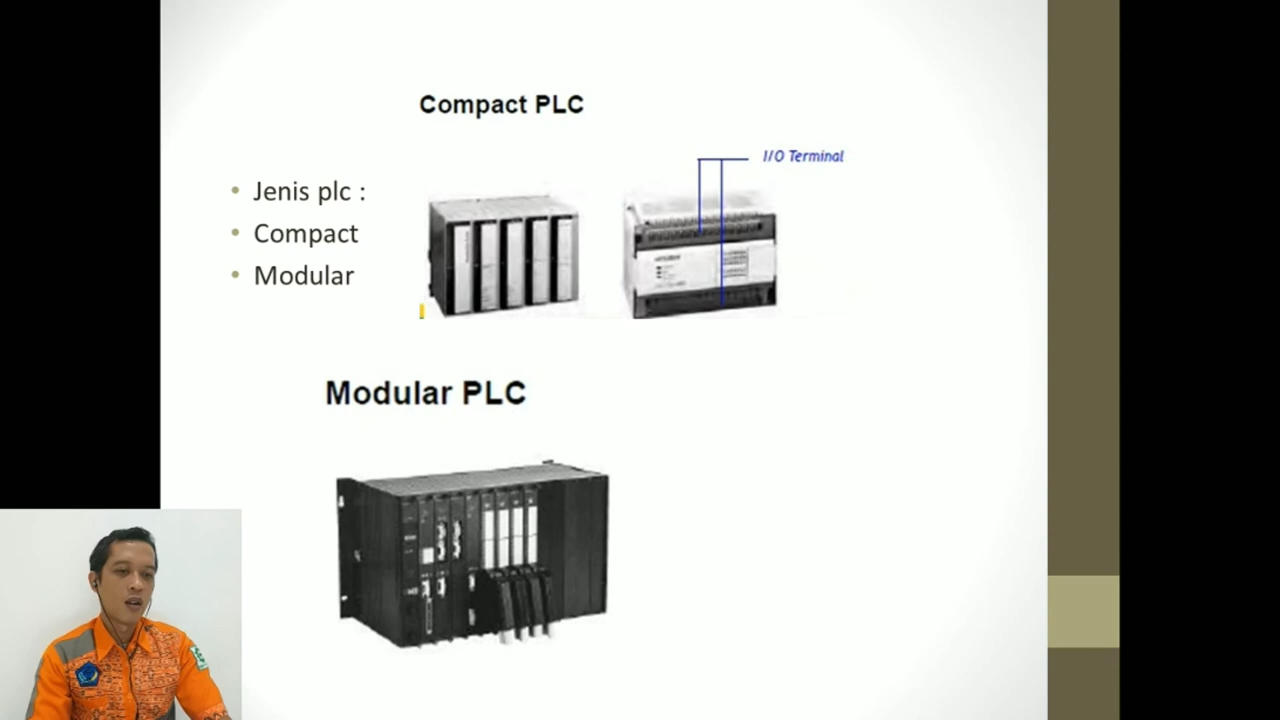 Compact PLC
I/O Terminal
• Jenis plc :
• Compact
• Modular
Modular PLC